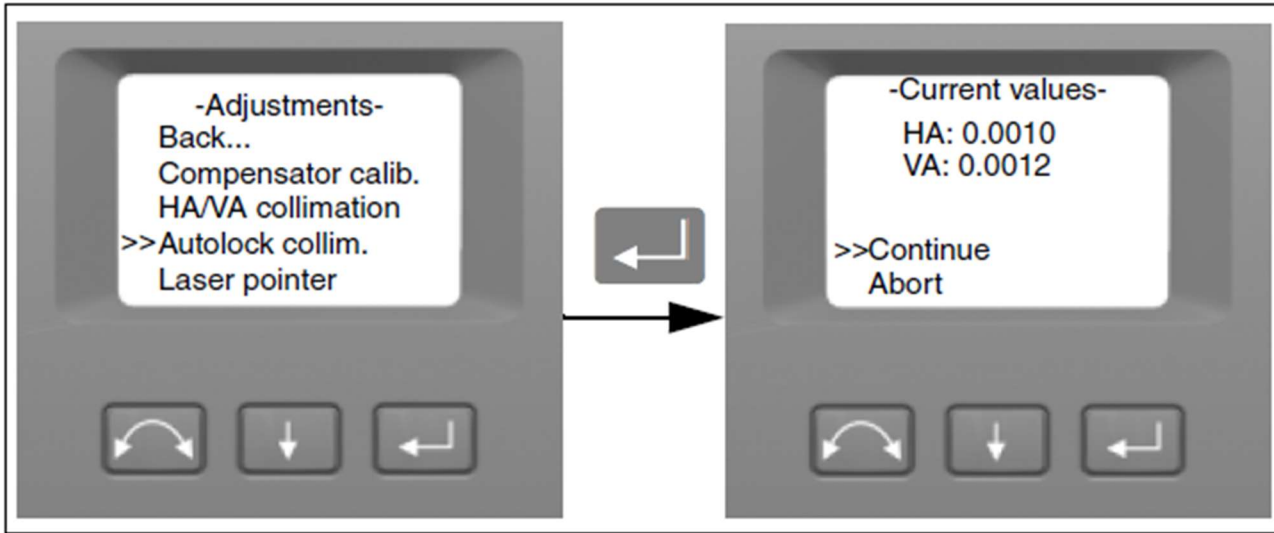 -Adjustments-
Back...
Compensator calib.
HA/VA collimation
>>Autolock collim.
Laser pointer
-Current values-
HA: 0.0010
VA: 0.0012
>>Continue
Abort